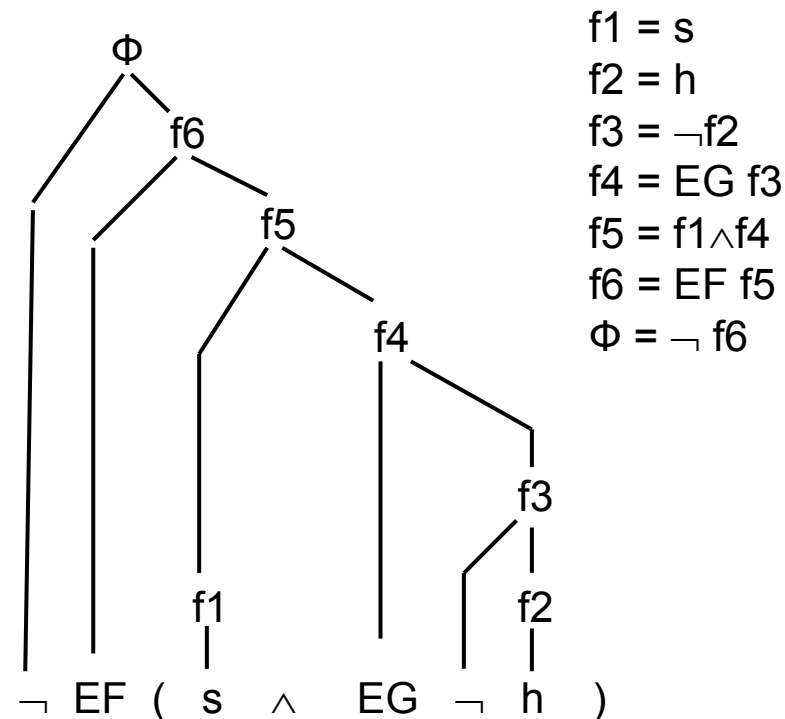 Φ
f6
f5
f4
f3
f1 f2
¬ EF ( s ∧ EG ¬ h )
f1 = s
f2 = h
f3 = ¬f2
f4 = EG f3
f5 = f1∧f4
f6 = EF f5
Φ = ¬ f6